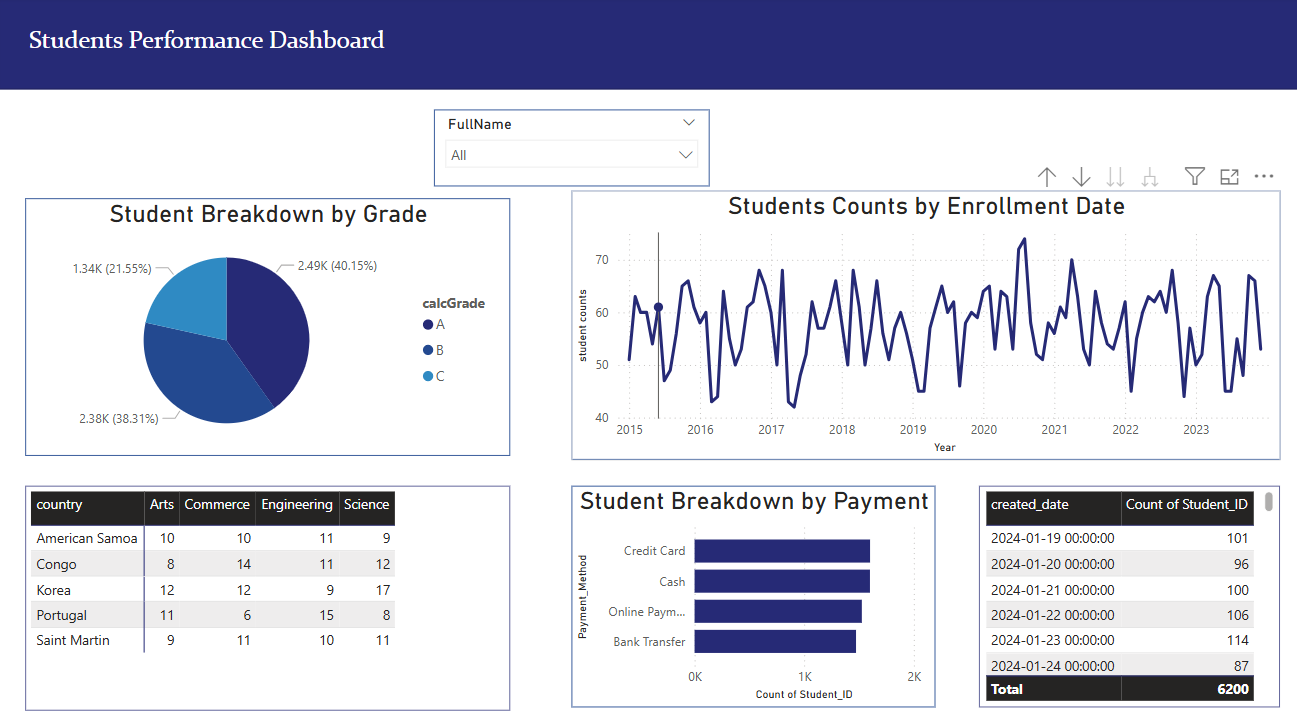 Students Performance Dashboard
FullName
All
Student Breakdown by Grade
1.34K (21.55%)
2.49K (40.15%)
2.38K (38.31%)
calcGrade
A
B
C
Students Counts by Enrollment Date
student counts
70
60
50
40
2015 2016 2017 2018 2019 2020 2021 2022 2023
Year
country Arts Commerce Engineering Science
American Samoa 10 10 11 9
Congo 8 14 11 12
Korea 12 12 9 17
Portugal 11 6 15 8
Saint Martin 9 11 10 11
Student Breakdown by Payment
Payment_Method
Credit Card
Cash
Online Paym...
Bank Transfer
0K 1K 2K
Count of Student_ID
created_date Count of Student_ID
2024-01-19 00:00:00 101
2024-01-20 00:00:00 96
2024-01-21 00:00:00 100
2024-01-22 00:00:00 106
2024-01-23 00:00:00 114
2024-01-24 00:00:00 87
Total 6200